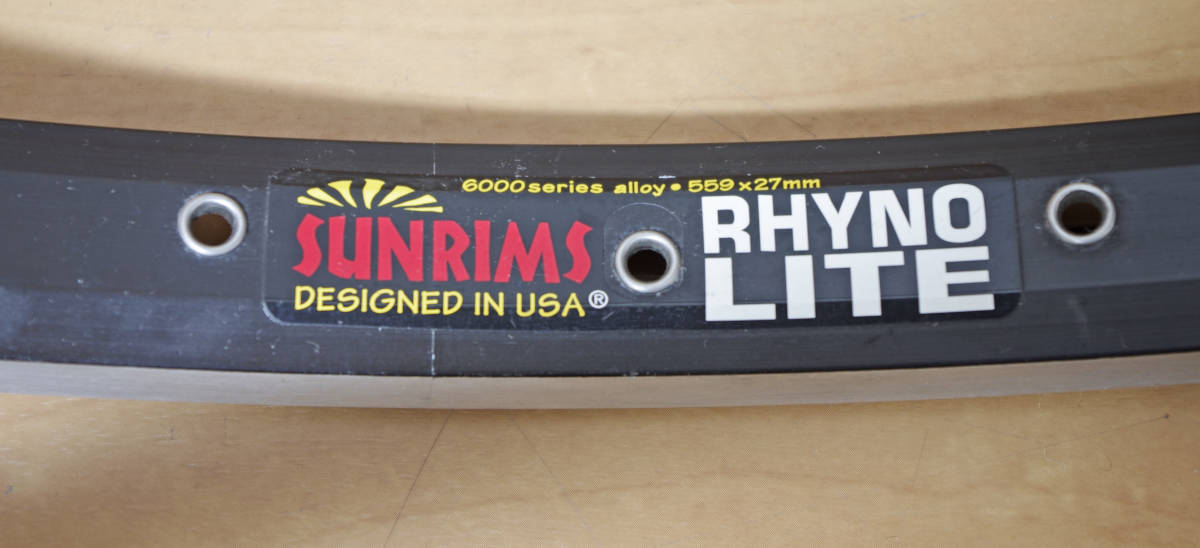 6000 series alloy • 559 x 27mm
SUNRIMS
DESIGNED IN USA®
RHYNO
LITE